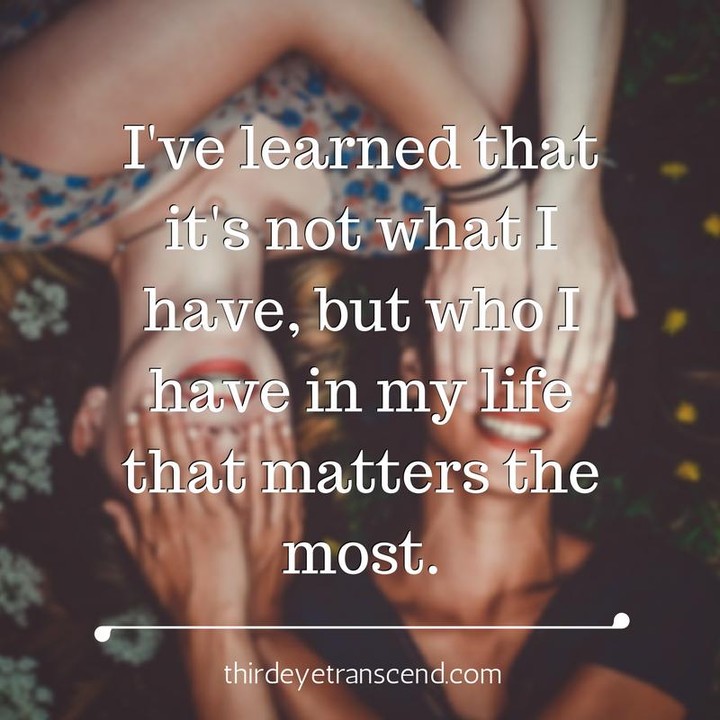 I've learned that
it's not what I
have, but who I
have in my life
that matters the
most.
thirdeyetranscend.com